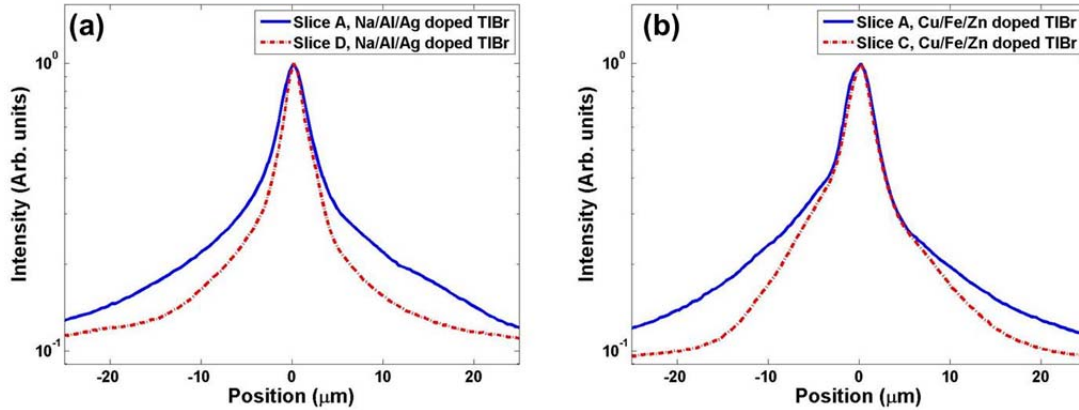 (a)
Slice A, Na/Al/Ag doped TlBr
Slice D, Na/Al/Ag doped TlBr
Intensity (Arb. units)
10⁰
10⁻¹
-20 -10 0 10 20
Position (μm)
(b)
Slice A, Cu/Fe/Zn doped TlBr
Slice C, Cu/Fe/Zn doped TlBr
Intensity (Arb. units)
10⁰
10⁻¹
-20 -10 0 10 20
Position (μm)